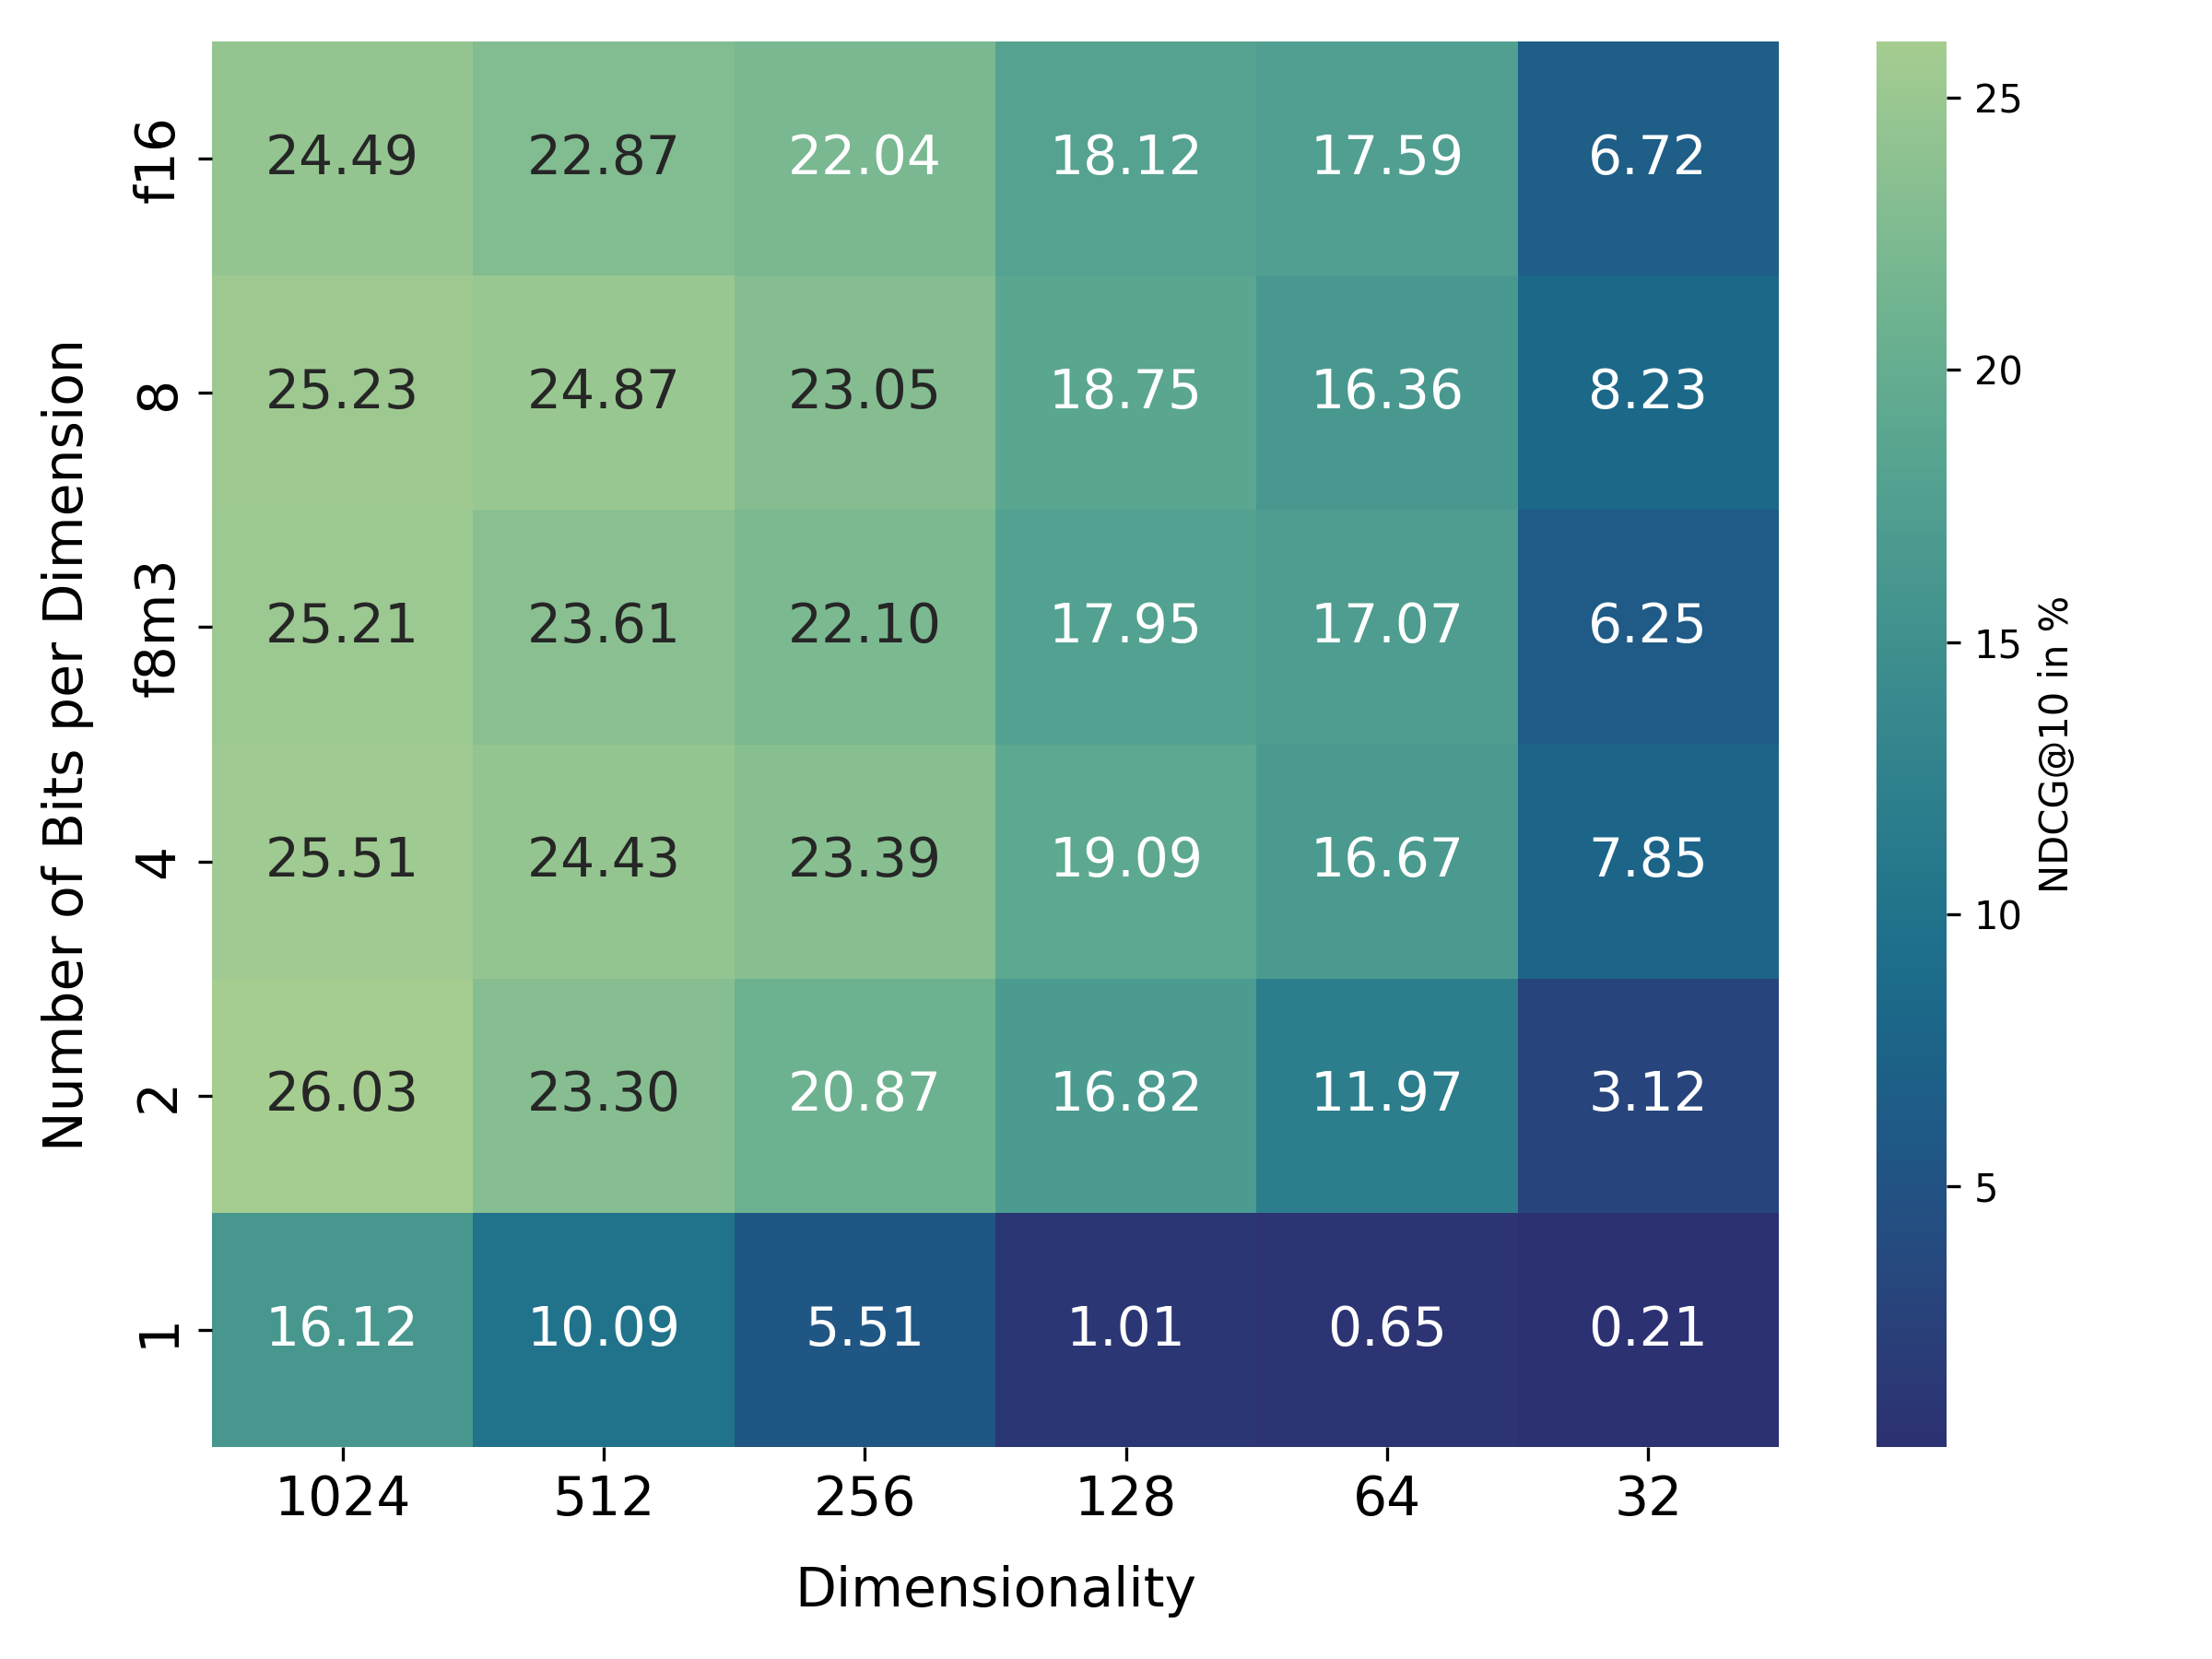 Number of Bits per Dimension
f16 24.49 22.87 22.04 18.12 17.59 6.72
8 25.23 24.87 23.05 18.75 16.36 8.23
f8m3 25.21 23.61 22.10 17.95 17.07 6.25
4 25.51 24.43 23.39 19.09 16.67 7.85
2 26.03 23.30 20.87 16.82 11.97 3.12
1 16.12 10.09 5.51 1.01 0.65 0.21
1024 512 256 128 64 32
Dimensionality
25
20
15
10
5
NDCG@10 in %